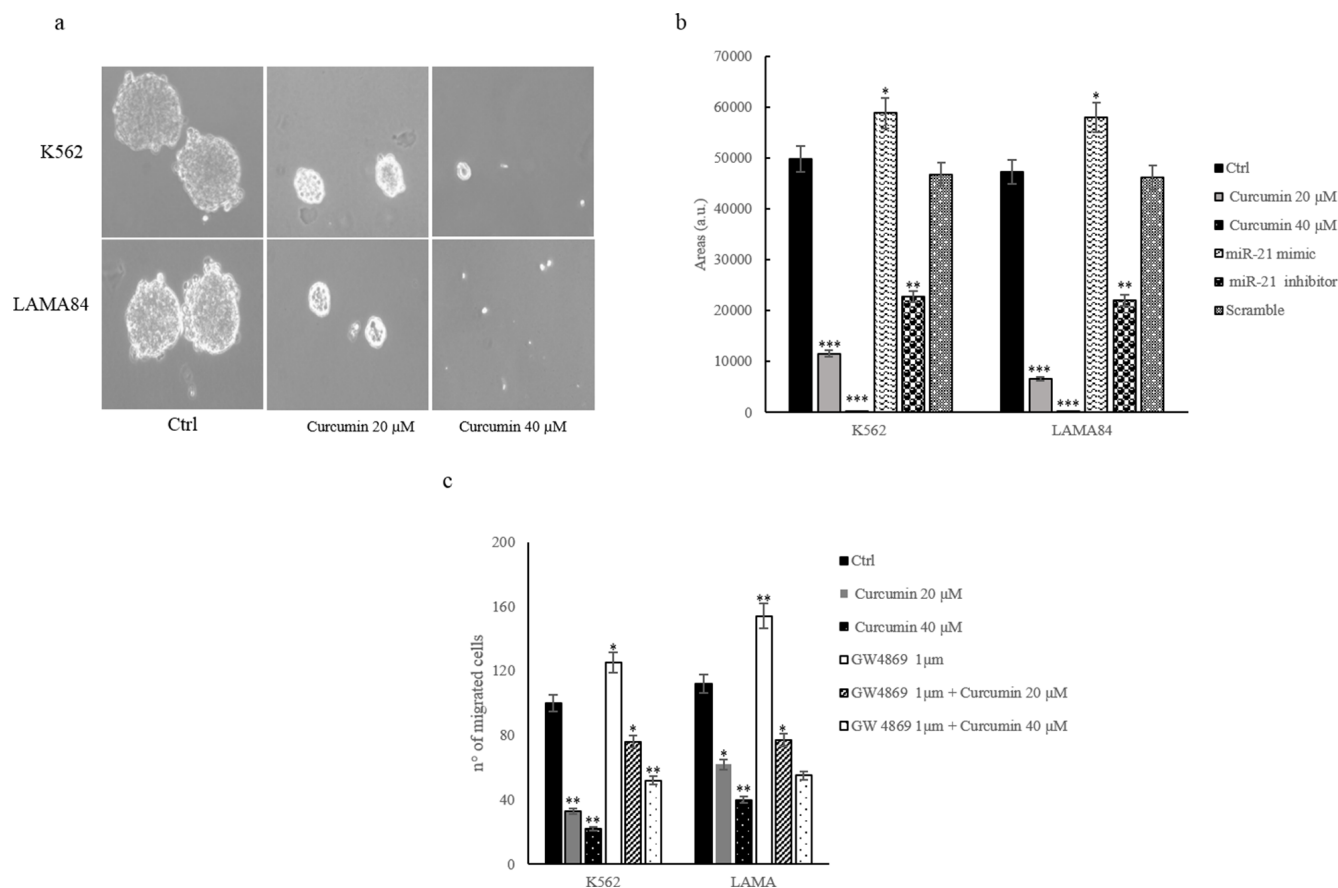 a
K562
LAMA84
Ctrl
Curcumin 20 µM
Curcumin 40 µM
b
70000
60000
50000
40000
30000
20000
10000
0
Areas (a.u.)
*
***
***
**
*
***
***
**
K562
LAMA84
Ctrl
Curcumin 20 µM
Curcumin 40 µM
miR-21 mimic
miR-21 inhibitor
Scramble
c
200
160
120
80
40
0
n° of migrated cells
**
**
*
*
**
*
**
**
*
K562
LAMA
Ctrl
Curcumin 20 µM
Curcumin 40 µM
GW4869 1µm
GW4869 1µm + Curcumin 20 µM
GW 4869 1µm + Curcumin 40 µM